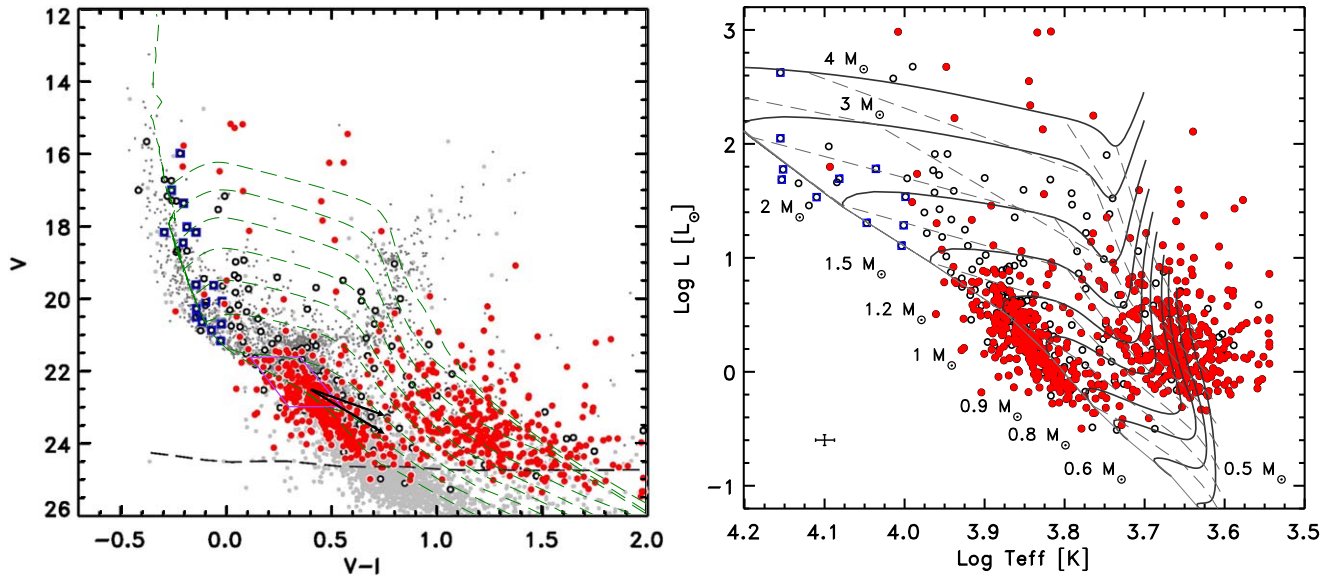 12
14
16
18
20
22
24
26
V
−0.5
0.0
0.5
1.0
1.5
2.0
V−I
3
2
1
0
−1
Log L [L☉]
4 M☉
3 M☉
2 M☉
1.5 M☉
1.2 M☉
1 M☉
0.9 M☉
0.8 M☉
0.6 M☉
0.5 M☉
4.2
4.1
4.0
3.9
3.8
3.7
3.6
3.5
Log Teff [K]